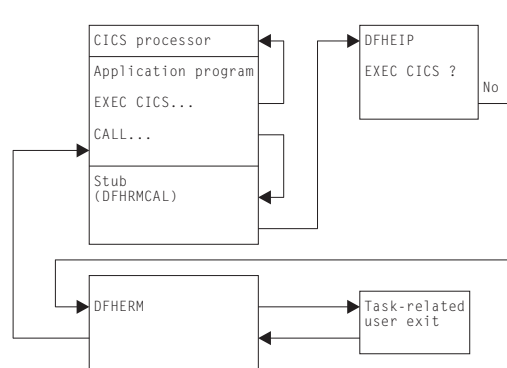 CICS processor
Application program
EXEC CICS...
CALL...
Stub
(DFHRMCAL)
DFHEIP
EXEC CICS ?
No
DFHERM
Task-related
user exit